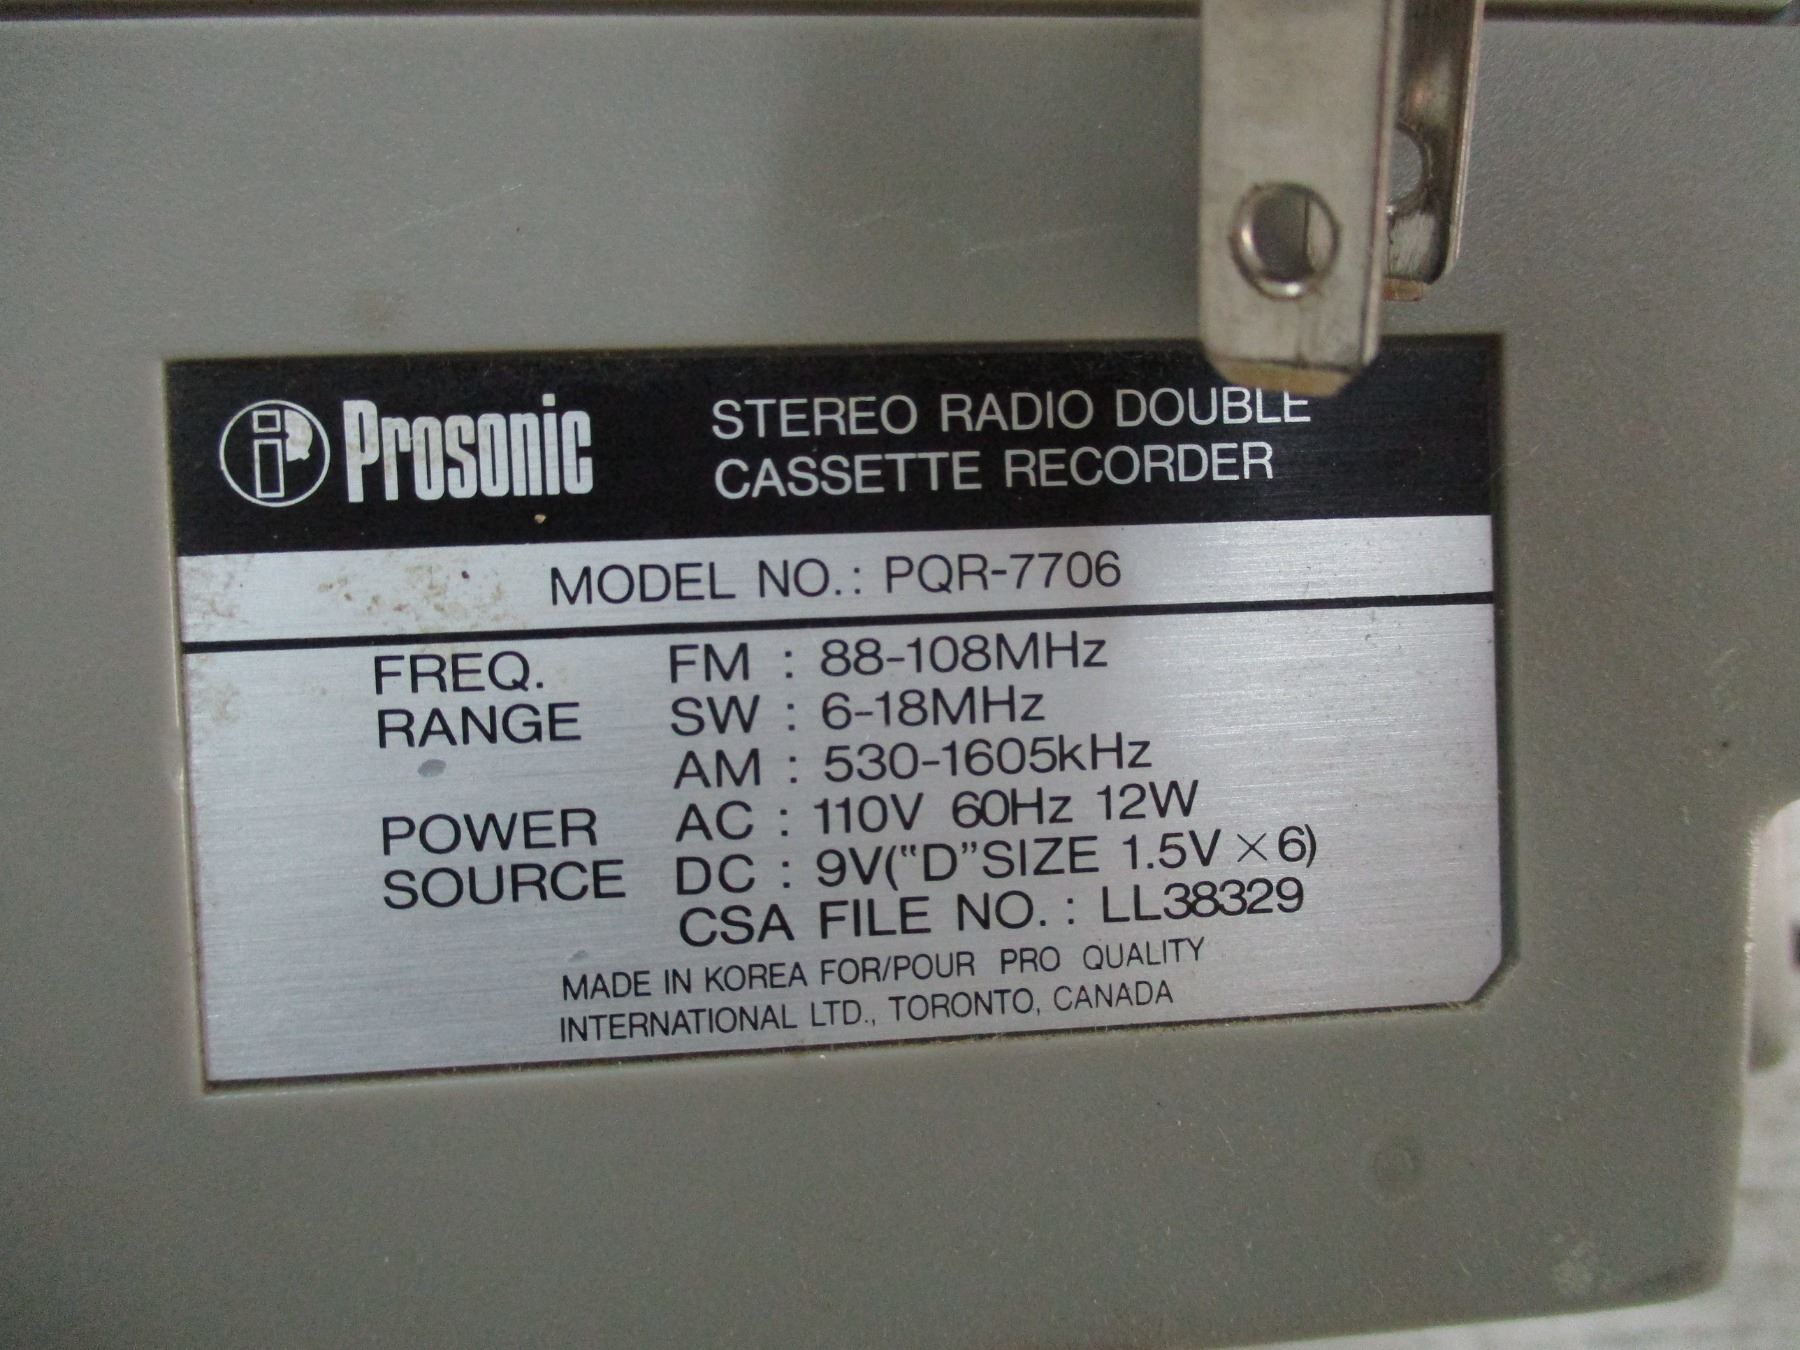 Prosonic
STEREO RADIO DOUBLE
CASSETTE RECORDER
MODEL NO.: PQR-7706
FREQ. RANGE
FM : 88-108MHz
SW : 6-18MHz
AM : 530-1605kHz
POWER SOURCE
AC : 110V 60Hz 12W
DC : 9V("D"SIZE 1.5V×6)
CSA FILE NO.: LL38329
MADE IN KOREA FOR/POUR PRO QUALITY
INTERNATIONAL LTD., TORONTO, CANADA